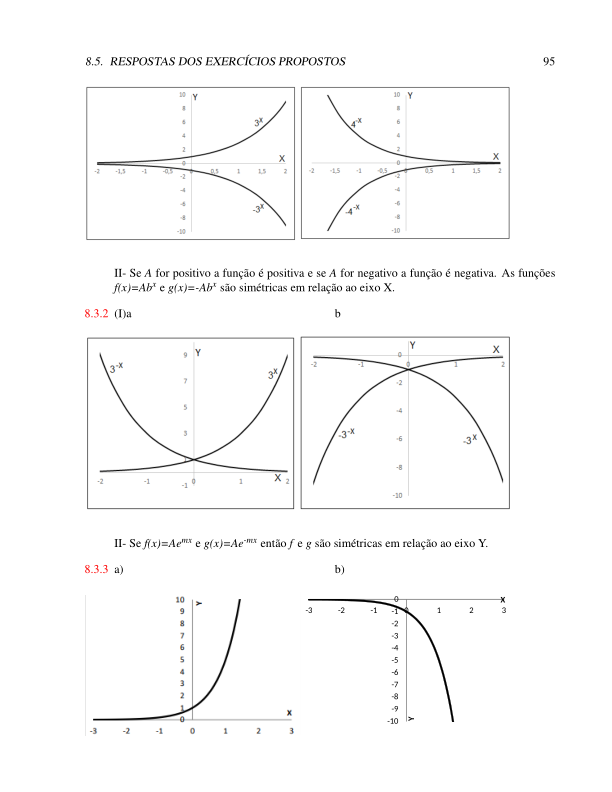 8.5. RESPOSTAS DOS EXERCÍCIOS PROPOSTOS 95
10 Y
8
6 3^X
4
2
X
0
-2 -1,5 -1 -0,5 0 0,5 1 1,5 2
-2
-4
-6 -3^X
-8
-10
10 Y
8
4^-X 6
4
2
X
0
-2 -1,5 -1 -0,5 0 0,5 1 1,5 2
-2
-4
-4^-X -6
-8
-10
II- Se A for positivo a função é positiva e se A for negativo a função é negativa. As funções
f(x)=Ab^x e g(x)=-Ab^x são simétricas em relação ao eixo X.
8.3.2 (I)a b
9 Y
3^-X 3^X
7
5
3
1
X
-2 -1 0 1 2
-1
Y
0 X
-2 -1 0 1 2
-2
-4
-3^-X -6 -3^X
-8
-10
II- Se f(x)=Ae^mx e g(x)=Ae^-mx então f e g são simétricas em relação ao eixo Y.
8.3.3 a) b)
10 Y
9
8
7
6
5
4
3
2
1 X
0
-3 -2 -1 0 1 2 3
0 X
-3 -2 -1 0 1 2 3
-1
-2
-3
-4
-5
-6
-7
-8
-9
-10 Y